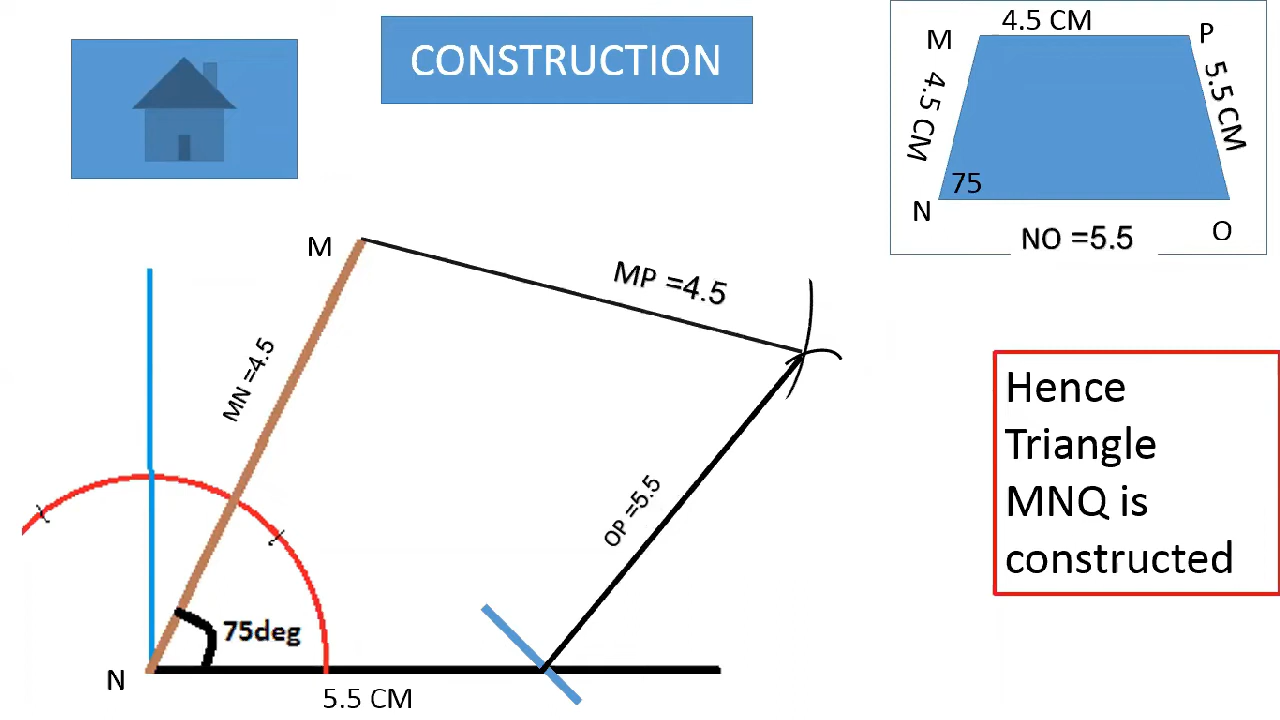 CONSTRUCTION
4.5 CM
M
P
4.5 CM
5.5 CM
75
N
O
NO =5.5
M
MP =4.5
MN =4.5
OP =5.5
75deg
N
5.5 CM
Hence
Triangle
MNQ is
constructed